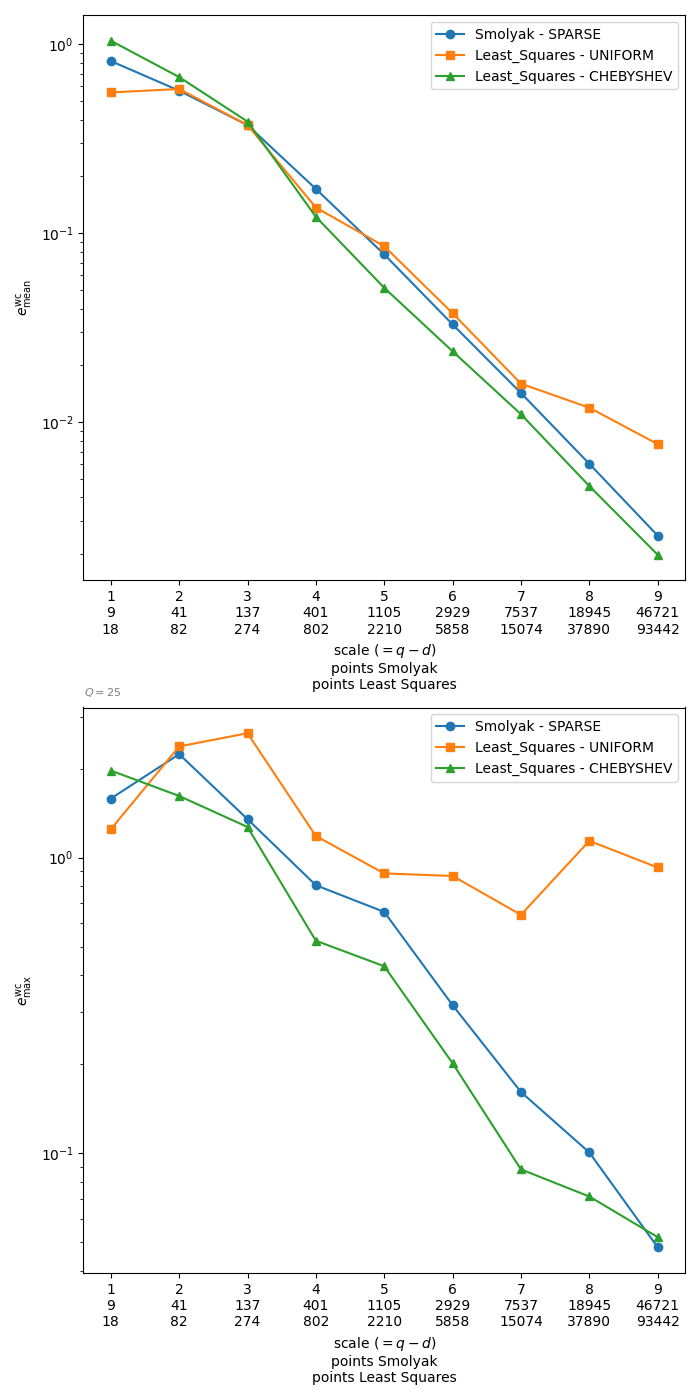 Smolyak - SPARSE
Least_Squares - UNIFORM
Least_Squares - CHEBYSHEV
10⁰
10⁻¹
10⁻²
e^wc_mean
1 2 3 4 5 6 7 8 9
9 41 137 401 1105 2929 7537 18945 46721
18 82 274 802 2210 5858 15074 37890 93442
scale (= q − d)
points Smolyak
points Least Squares
Q = 25
Smolyak - SPARSE
Least_Squares - UNIFORM
Least_Squares - CHEBYSHEV
10⁰
10⁻¹
e^wc_max
1 2 3 4 5 6 7 8 9
9 41 137 401 1105 2929 7537 18945 46721
18 82 274 802 2210 5858 15074 37890 93442
scale (= q − d)
points Smolyak
points Least Squares